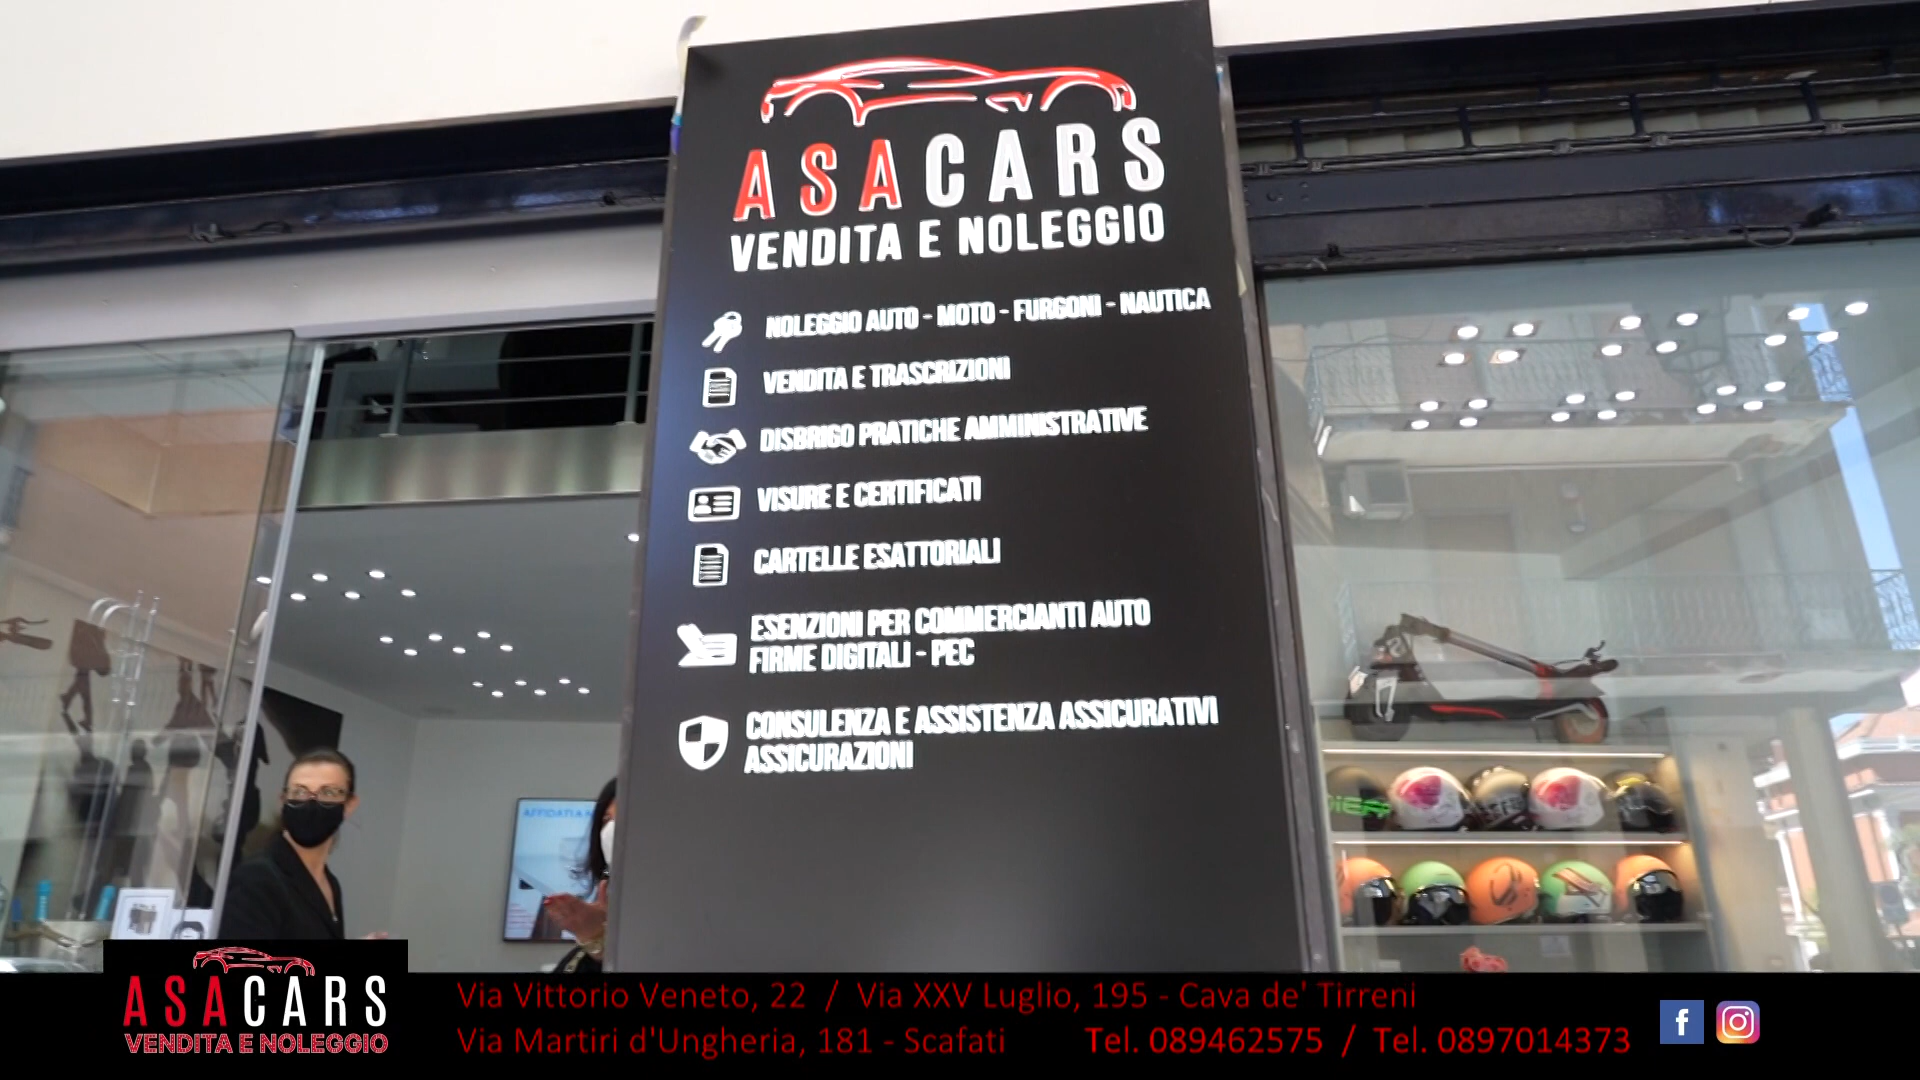 ASACARS
VENDITA E NOLEGGIO
NOLEGGIO AUTO - MOTO - FURGONI - NAUTICA
VENDITA E TRASCRIZIONI
DISBRIGO PRATICHE AMMINISTRATIVE
VISURE E CERTIFICATI
CARTELLE ESATTORIALI
ESENZIONI PER COMMERCIANTI AUTO
FIRME DIGITALI - PEC
CONSULENZA E ASSISTENZA ASSICURATIVI
ASSICURAZIONI
AFFIDATI A
ASACARS
VENDITA E NOLEGGIO
Via Vittorio Veneto, 22 / Via XXV Luglio, 195 - Cava de' Tirreni
Via Martiri d'Ungheria, 181 - Scafati Tel. 089462575 / Tel. 0897014373